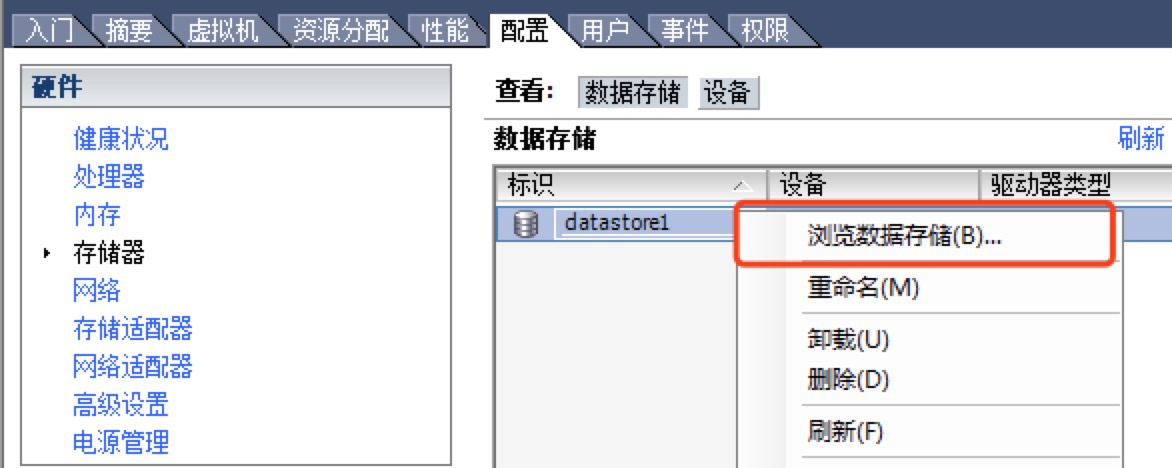 入门 摘要 虚拟机 资源分配 性能 配置 用户 事件 权限
硬件
健康状况
处理器
内存
存储器
网络
存储适配器
网络适配器
高级设置
电源管理
查看: 数据存储 设备
数据存储 刷新
标识 设备 驱动器类型
datastore1
浏览数据存储(B)...
重命名(M)
卸载(U)
删除(D)
刷新(F)